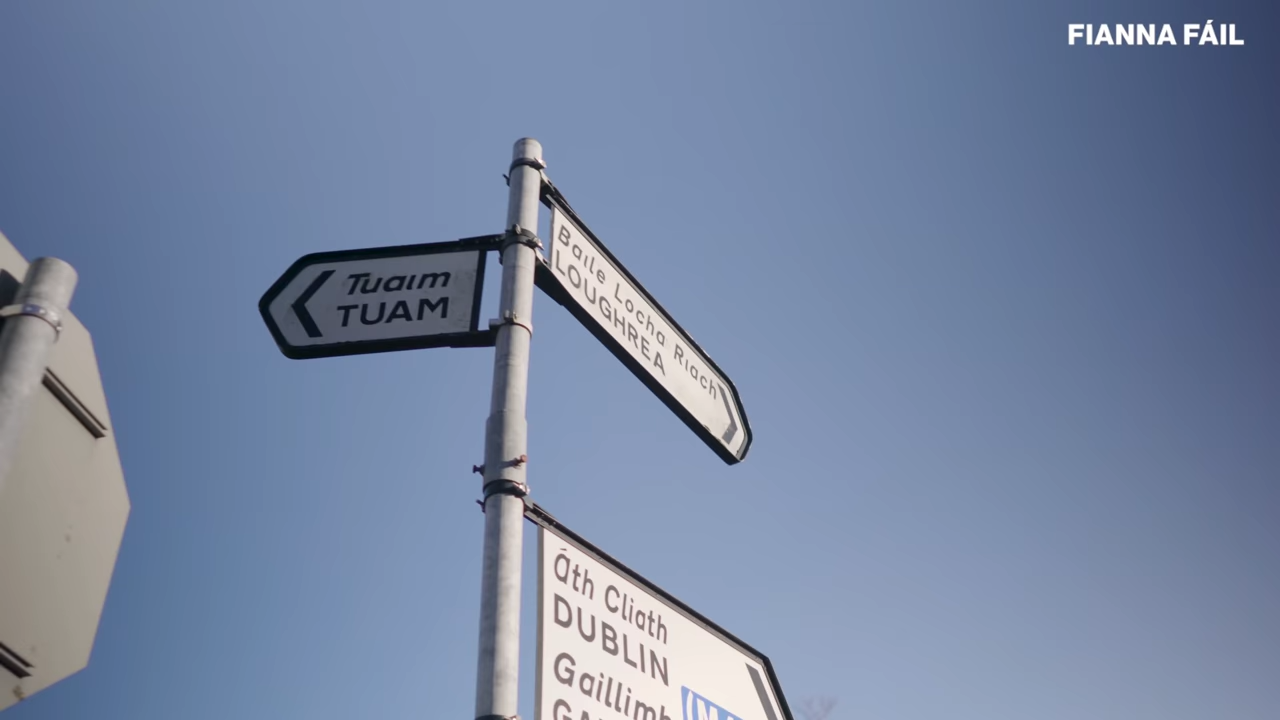 FIANNA FÁIL
Tuaim
TUAM
Baile Locha Riach
LOUGHREA
Áth Cliath
DUBLIN
Gaillimh